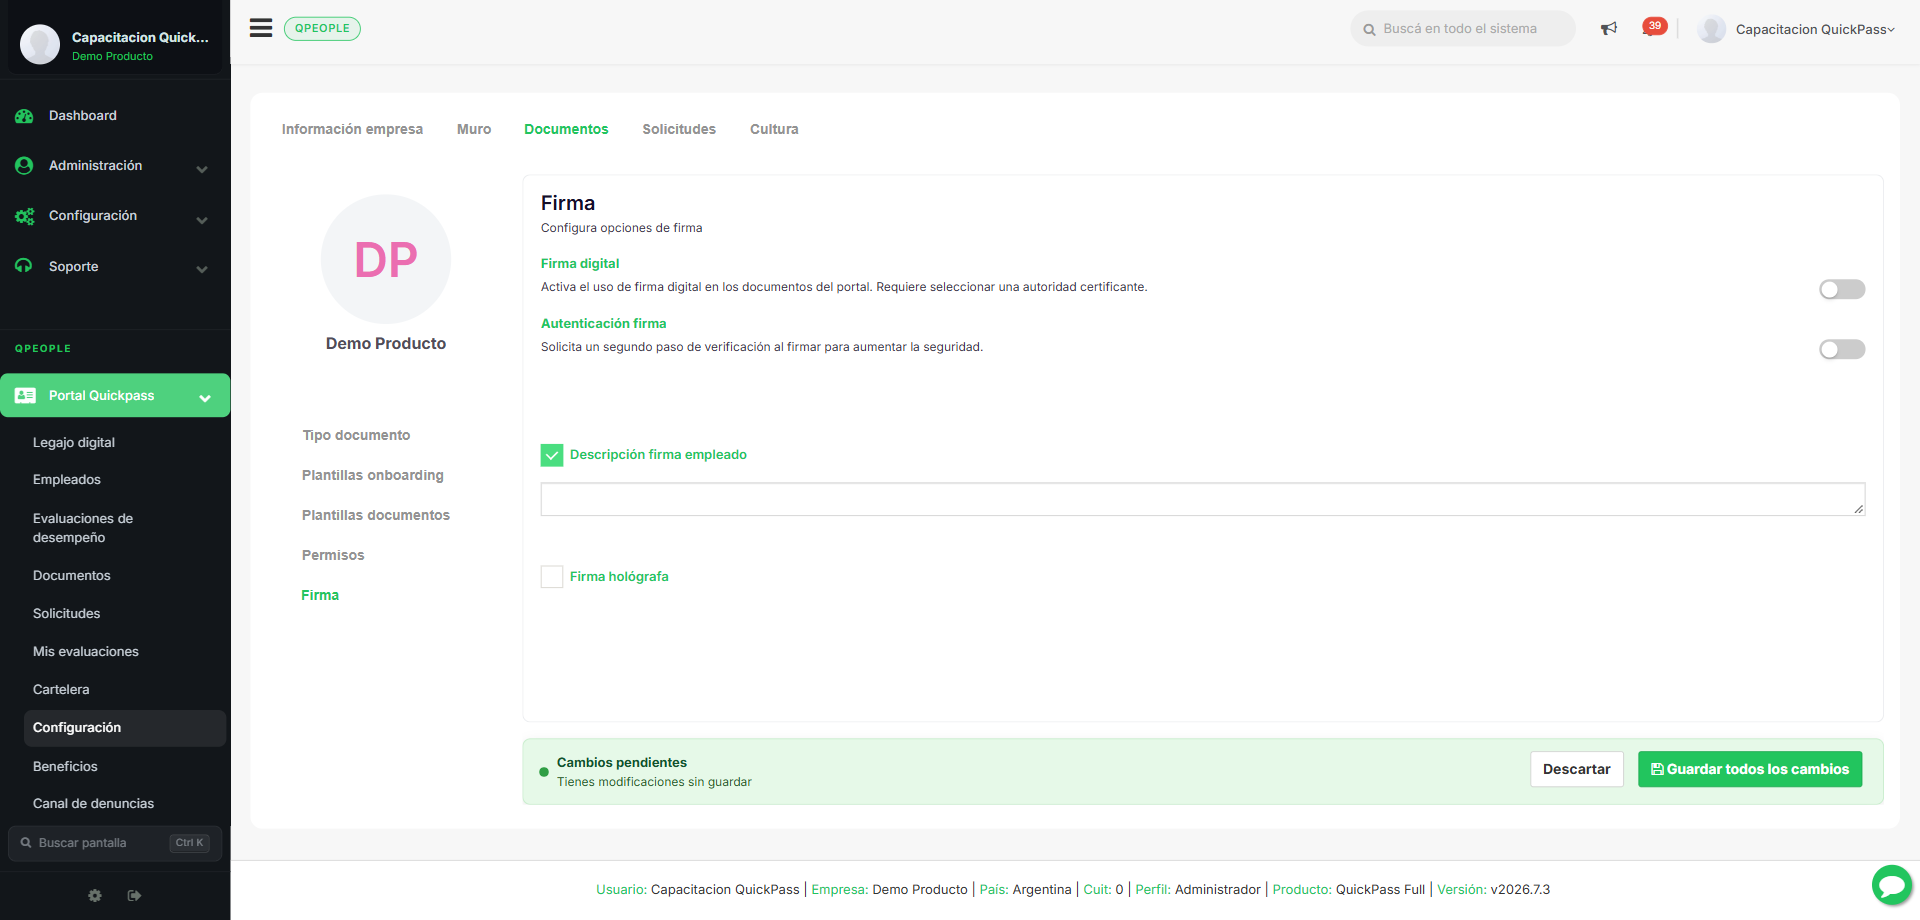 Capacitacion Quick...
Demo Producto
QPEOPLE
Buscá en todo el sistema
39
Capacitacion QuickPass
Dashboard
Administración
Configuración
Soporte
QPEOPLE
Portal Quickpass
Legajo digital
Empleados
Evaluaciones de
desempeño
Documentos
Solicitudes
Mis evaluaciones
Cartelera
Configuración
Beneficios
Canal de denuncias
Buscar pantalla
Ctrl K
Información empresa
Muro
Documentos
Solicitudes
Cultura
DP
Demo Producto
Tipo documento
Plantillas onboarding
Plantillas documentos
Permisos
Firma
Firma
Configura opciones de firma
Firma digital
Activa el uso de firma digital en los documentos del portal. Requiere seleccionar una autoridad certificante.
Autenticación firma
Solicita un segundo paso de verificación al firmar para aumentar la seguridad.
Descripción firma empleado
Firma hológrafa
Cambios pendientes
Tienes modificaciones sin guardar
Descartar
Guardar todos los cambios
Usuario: Capacitacion QuickPass | Empresa: Demo Producto | País: Argentina | Cuit: 0 | Perfil: Administrador | Producto: QuickPass Full | Versión: v2026.7.3